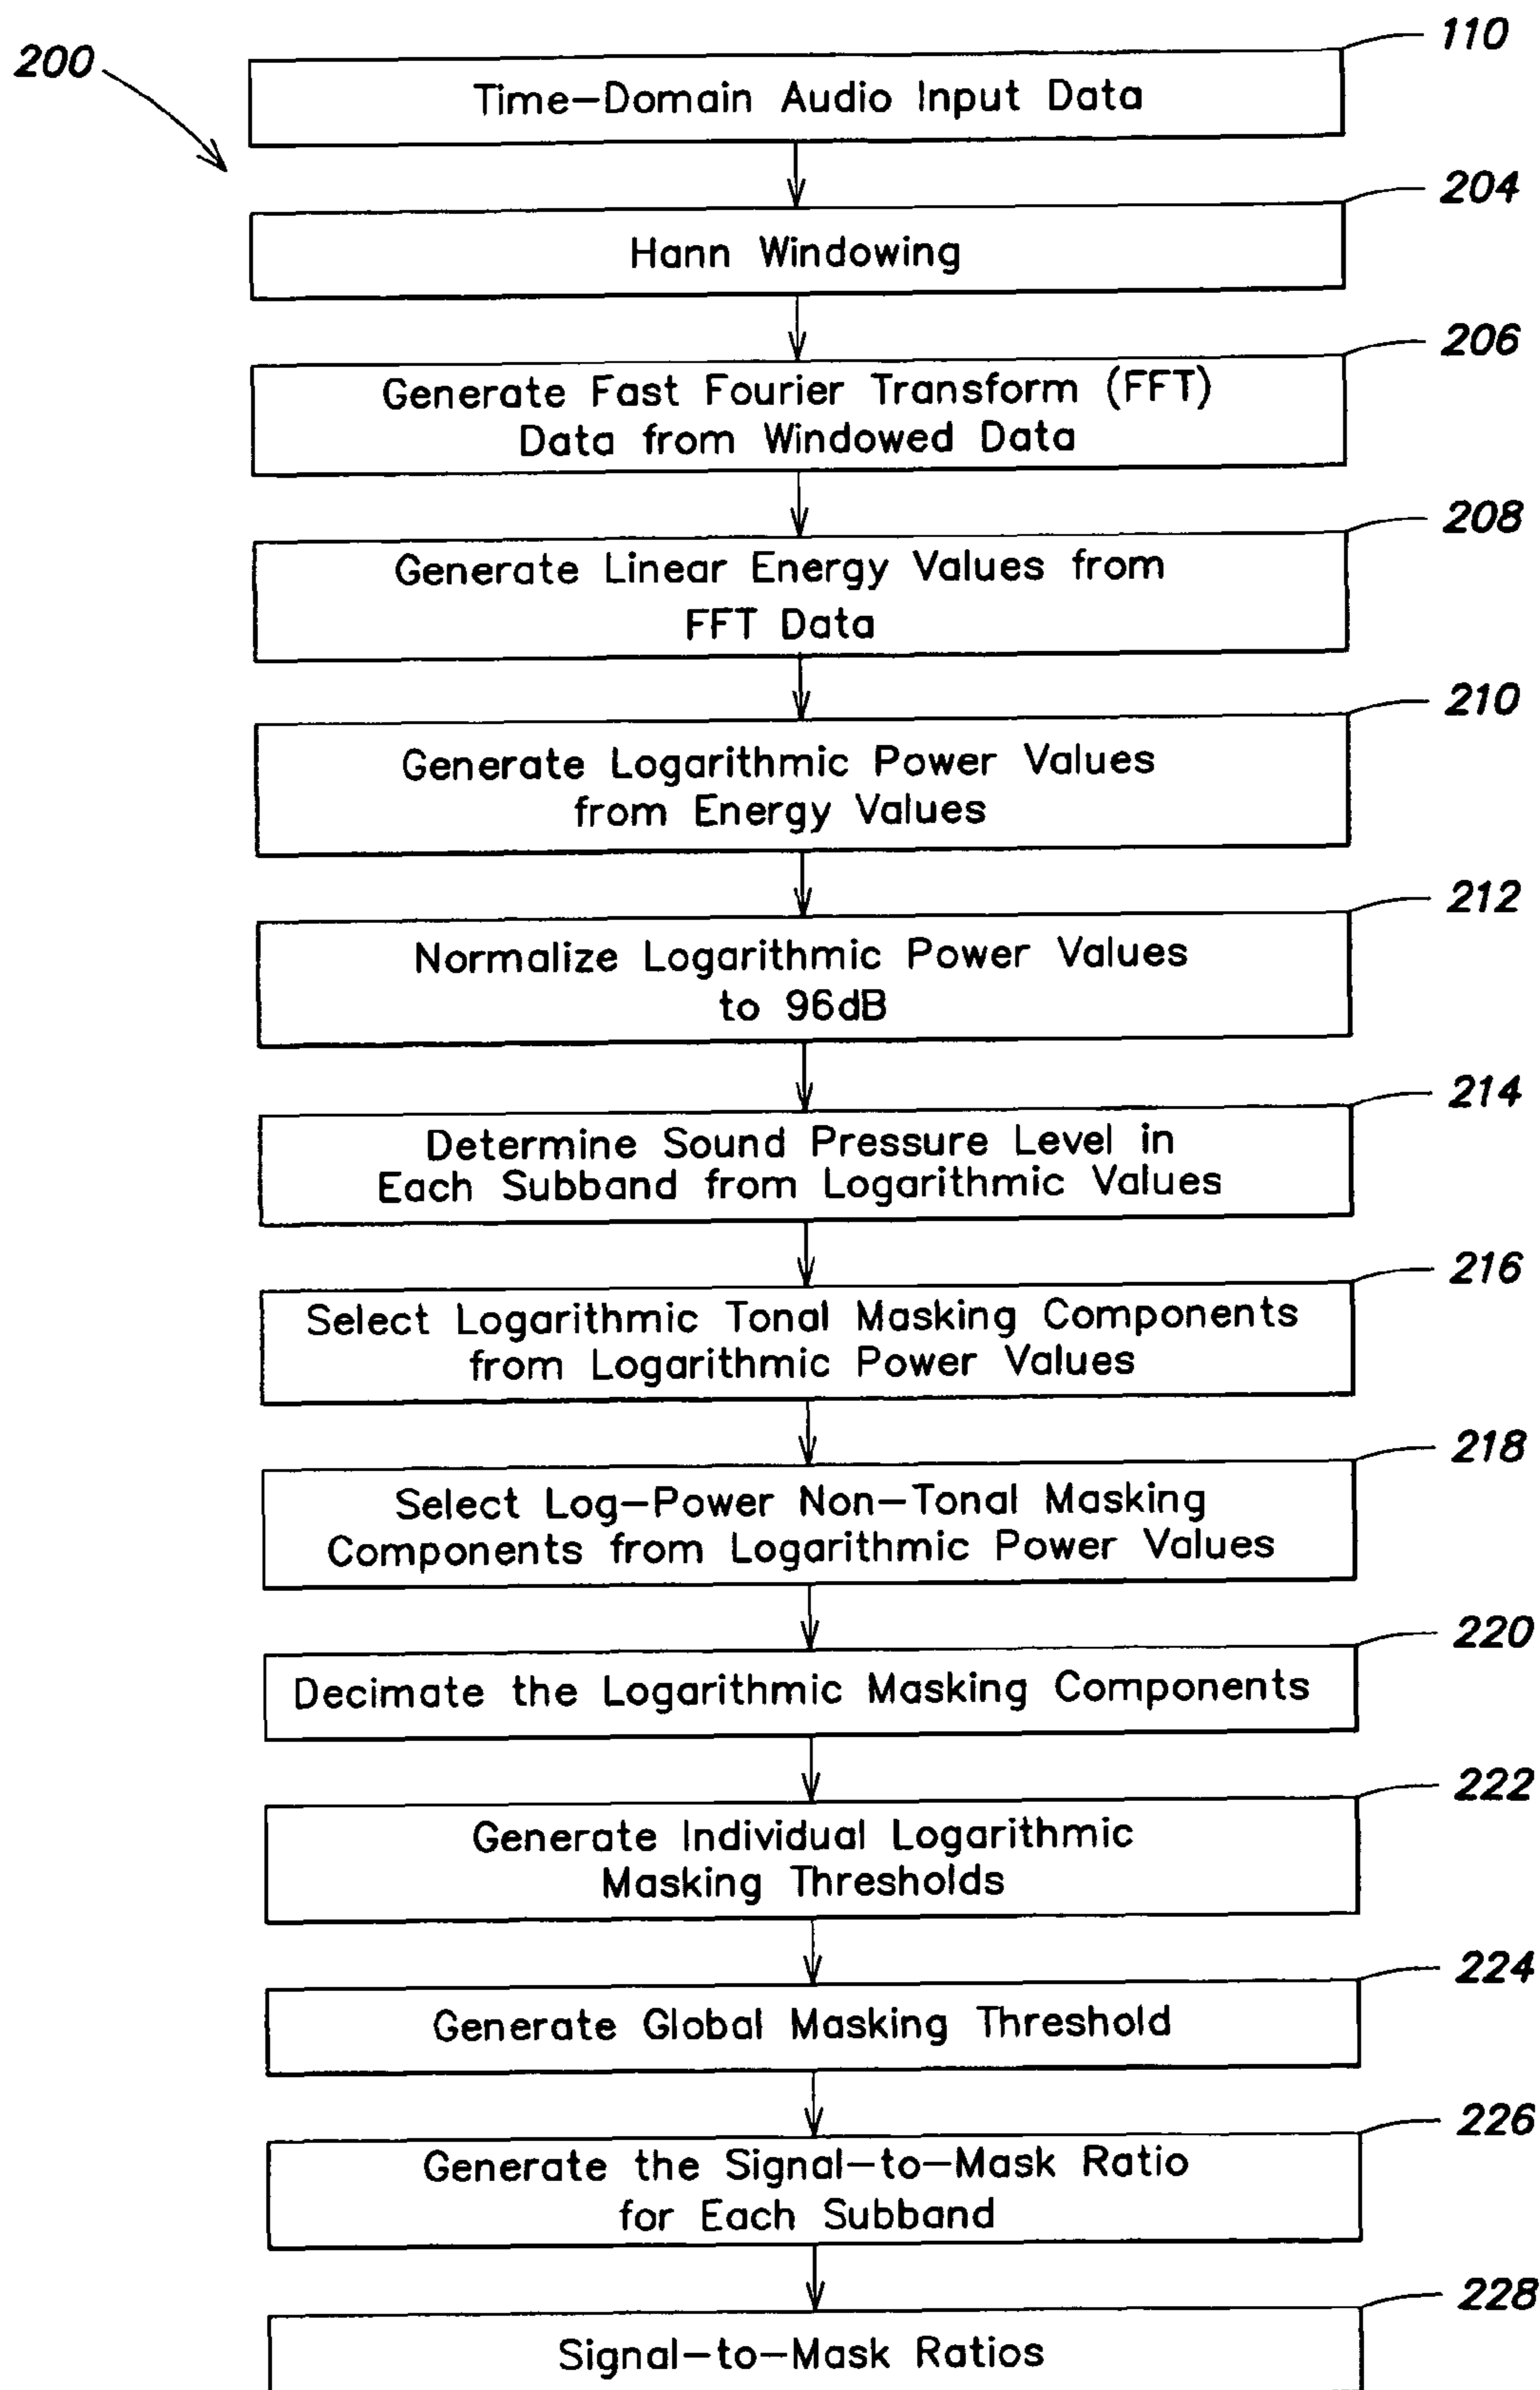 200
110
Time-Domain Audio Input Data
204
Hann Windowing
206
Generate Fast Fourier Transform (FFT)
Data from Windowed Data
208
Generate Linear Energy Values from
FFT Data
210
Generate Logarithmic Power Values
from Energy Values
212
Normalize Logarithmic Power Values
to 96dB
214
Determine Sound Pressure Level in
Each Subband from Logarithmic Values
216
Select Logarithmic Tonal Masking Components
from Logarithmic Power Values
218
Select Log-Power Non-Tonal Masking
Components from Logarithmic Power Values
220
Decimate the Logarithmic Masking Components
222
Generate Individual Logarithmic
Masking Thresholds
224
Generate Global Masking Threshold
226
Generate the Signal-to-Mask Ratio
for Each Subband
228
Signal-to-Mask Ratios